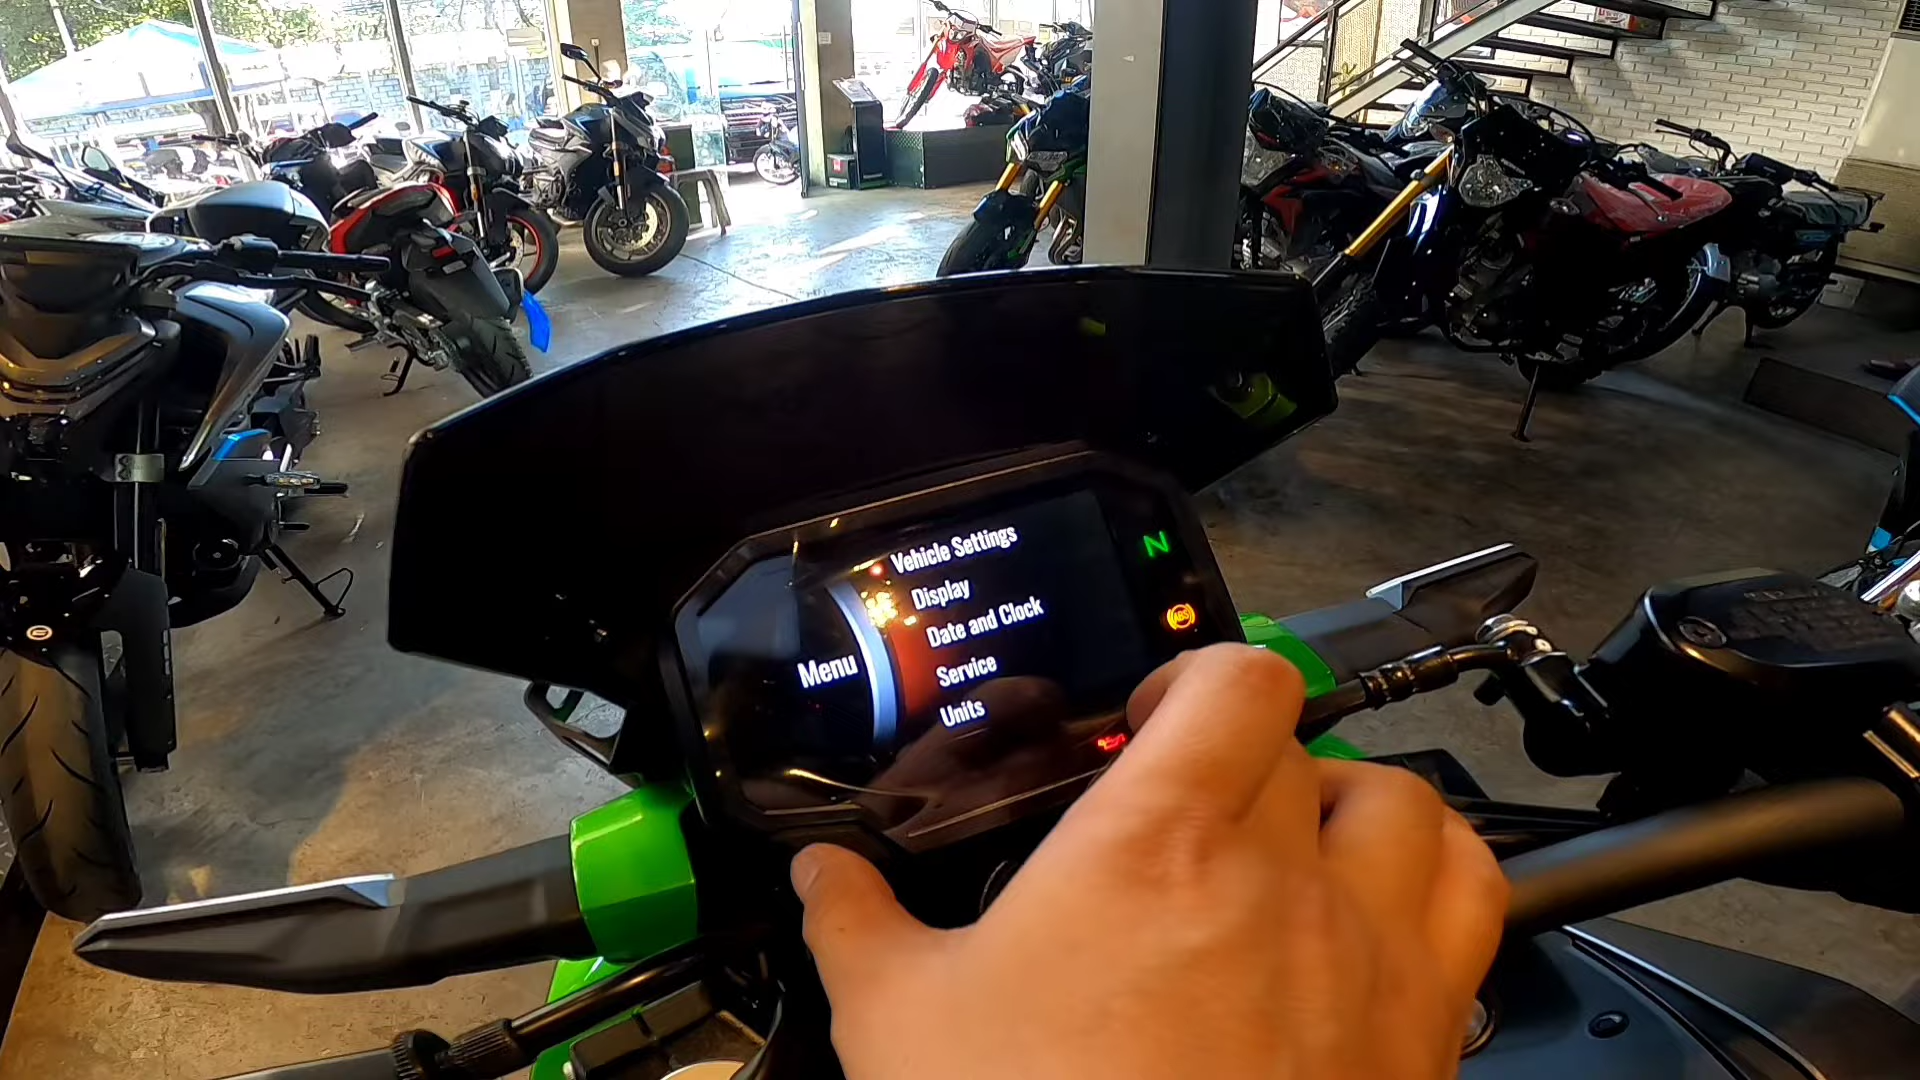 Vehicle Settings
Display
Date and Clock
Menu
Service
Units
N
ABS